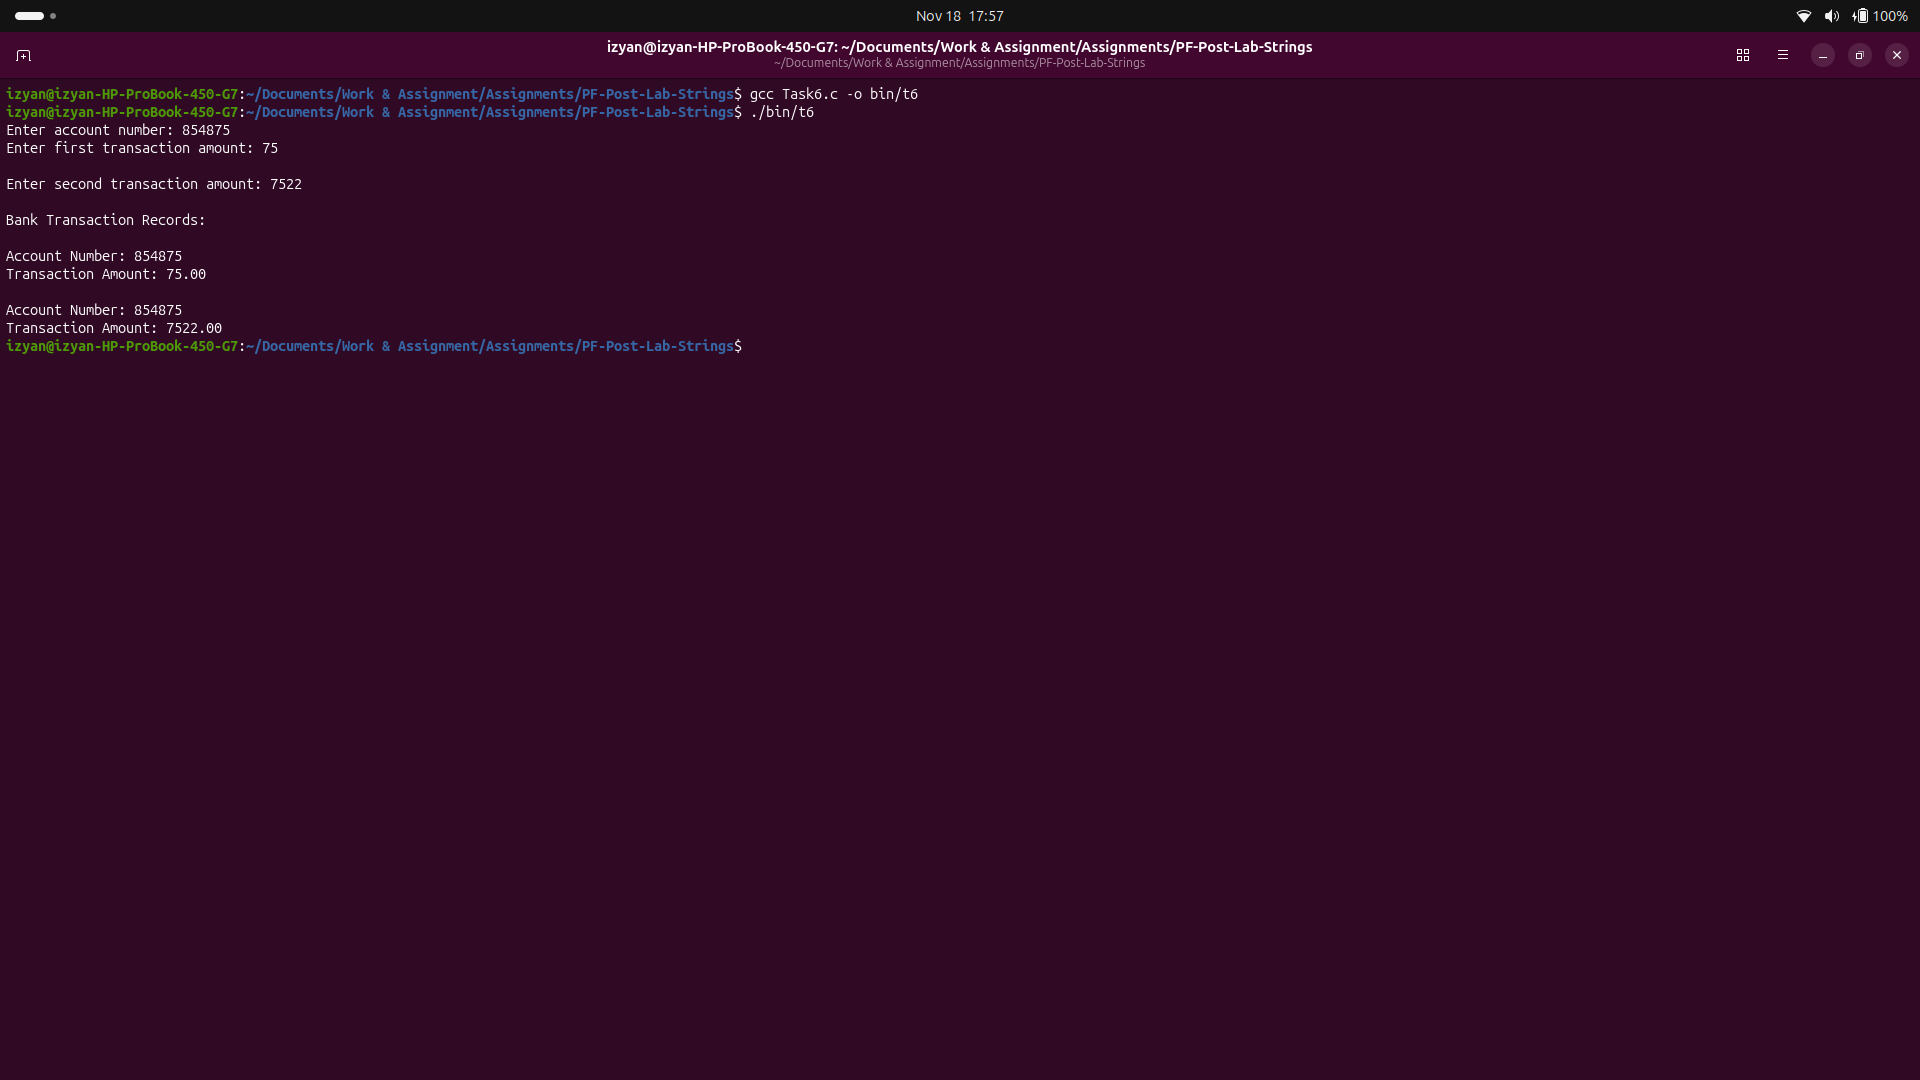 Nov 18 17:57
100%
izyan@izyan-HP-ProBook-450-G7: ~/Documents/Work & Assignment/Assignments/PF-Post-Lab-Strings
~/Documents/Work & Assignment/Assignments/PF-Post-Lab-Strings
izyan@izyan-HP-ProBook-450-G7:~/Documents/Work & Assignment/Assignments/PF-Post-Lab-Strings$ gcc Task6.c -o bin/t6
izyan@izyan-HP-ProBook-450-G7:~/Documents/Work & Assignment/Assignments/PF-Post-Lab-Strings$ ./bin/t6
Enter account number: 854875
Enter first transaction amount: 75
Enter second transaction amount: 7522
Bank Transaction Records:
Account Number: 854875
Transaction Amount: 75.00
Account Number: 854875
Transaction Amount: 7522.00
izyan@izyan-HP-ProBook-450-G7:~/Documents/Work & Assignment/Assignments/PF-Post-Lab-Strings$